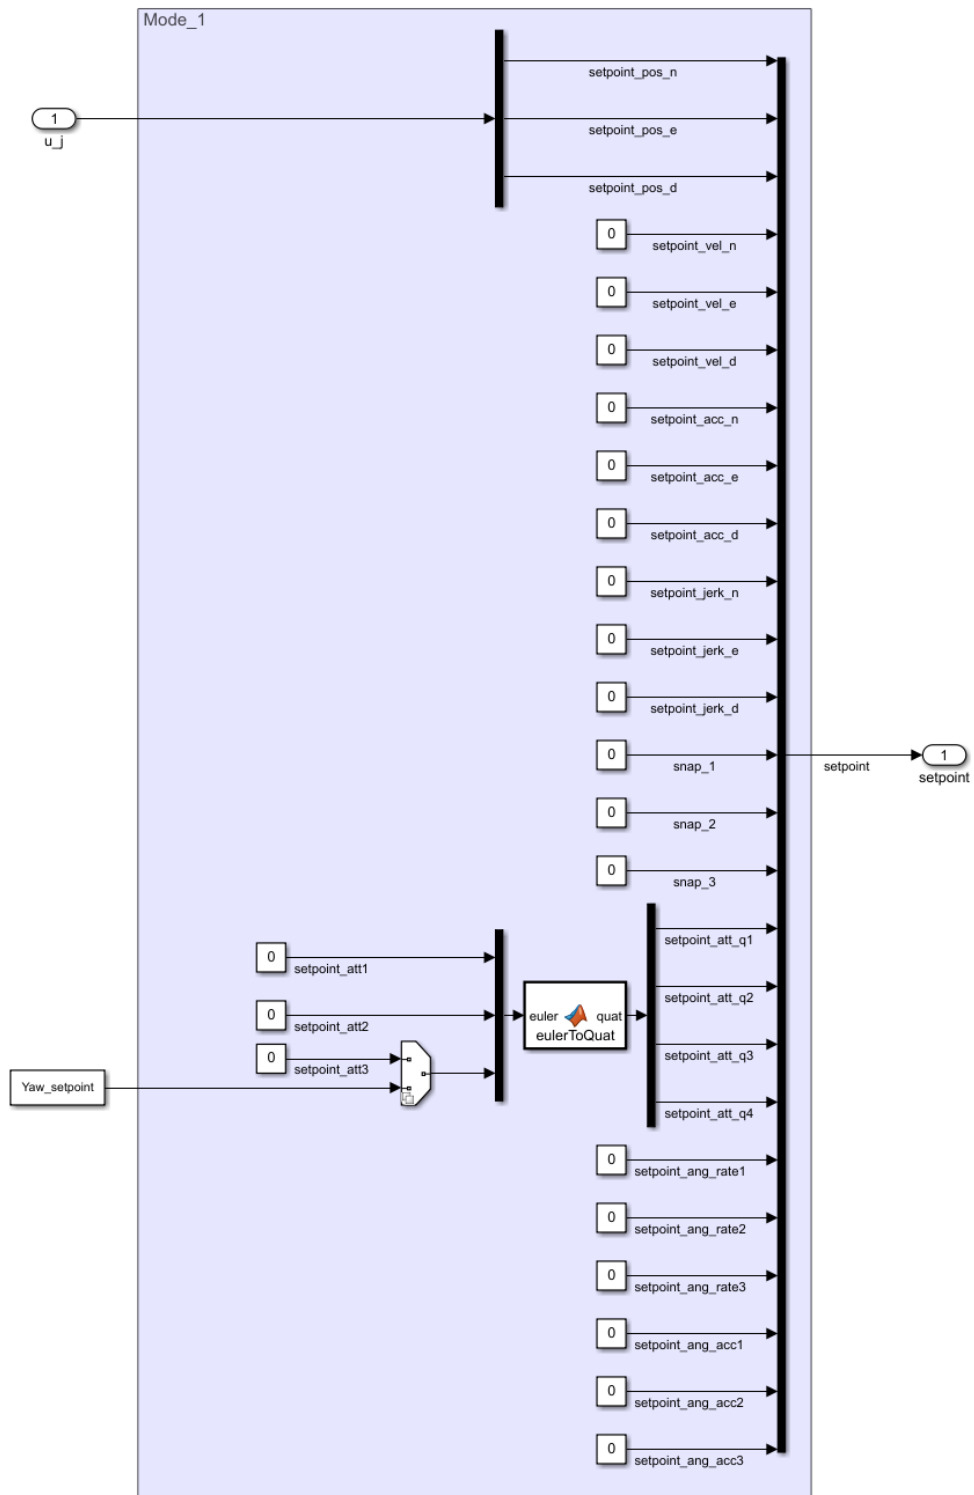 Mode_1
setpoint_pos_n
1
u_j
setpoint_pos_e
setpoint_pos_d
0
setpoint_vel_n
0
setpoint_vel_e
0
setpoint_vel_d
0
setpoint_acc_n
0
setpoint_acc_e
0
setpoint_acc_d
0
setpoint_jerk_n
0
setpoint_jerk_e
0
setpoint_jerk_d
0
snap_1
setpoint
1
setpoint
0
snap_2
0
snap_3
setpoint_att_q1
0
setpoint_att1
setpoint_att_q2
0
setpoint_att2
euler
quat
eulerToQuat
setpoint_att_q3
0
setpoint_att3
Yaw_setpoint
setpoint_att_q4
0
setpoint_ang_rate1
0
setpoint_ang_rate2
0
setpoint_ang_rate3
0
setpoint_ang_acc1
0
setpoint_ang_acc2
0
setpoint_ang_acc3